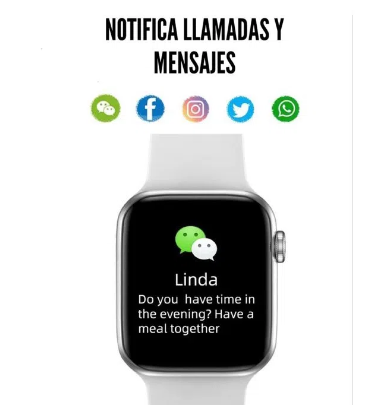 NOTIFICA LLAMADAS Y
MENSAJES
Linda
Do you have time in
the evening? Have a
meal together